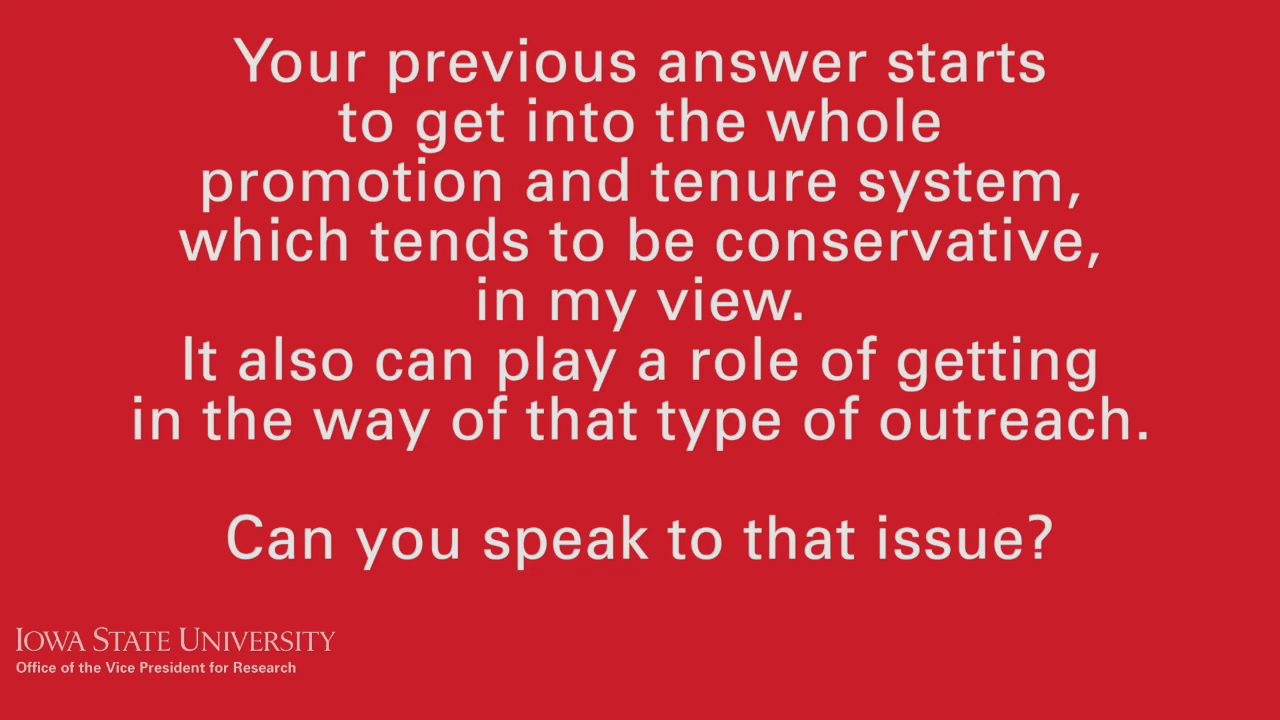 Your previous answer starts
to get into the whole
promotion and tenure system,
which tends to be conservative,
in my view.
It also can play a role of getting
in the way of that type of outreach.
Can you speak to that issue?
IOWA STATE UNIVERSITY
Office of the Vice President for Research